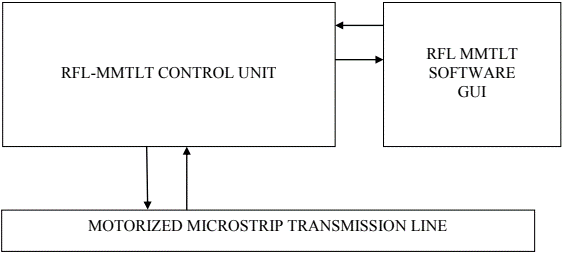 RFL-MMTLT CONTROL UNIT
RFL MMTLT
SOFTWARE
GUI
MOTORIZED MICROSTRIP TRANSMISSION LINE